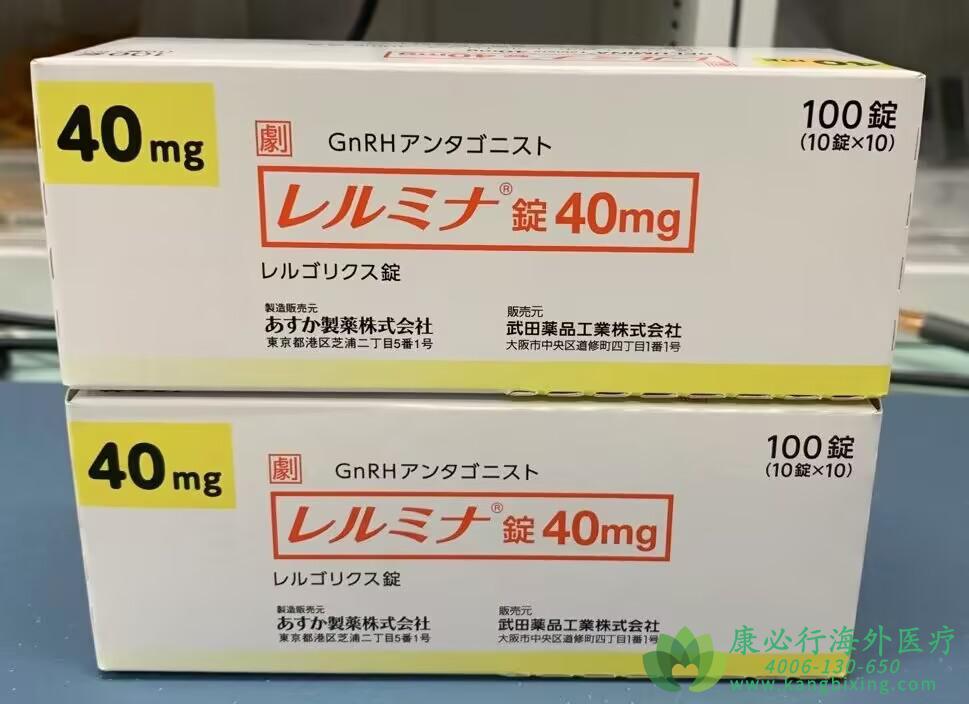 レルミナ®錠40mg
40mg
40mg
劇
GnRHアンタゴニスト
100錠
(10錠×10)
レルミナ®錠40mg
レルゴリクス錠
製造販売元
あすか製薬株式会社
東京都港区芝浦二丁目5番1号
販売元
武田薬品工業株式会社
大阪市中央区道修町四丁目1番1号
40mg
劇
GnRHアンタゴニスト
100錠
(10錠×10)
レルミナ®錠40mg
レルゴリクス錠
製造販売元
あすか製薬株式会社
東京都港区芝浦二丁目5番1号
販売元
武田薬品工業株式会社
大阪市中央区道修町四丁目1番1号
康必行海外医疗
4006-130-650
www.kangbixing.com